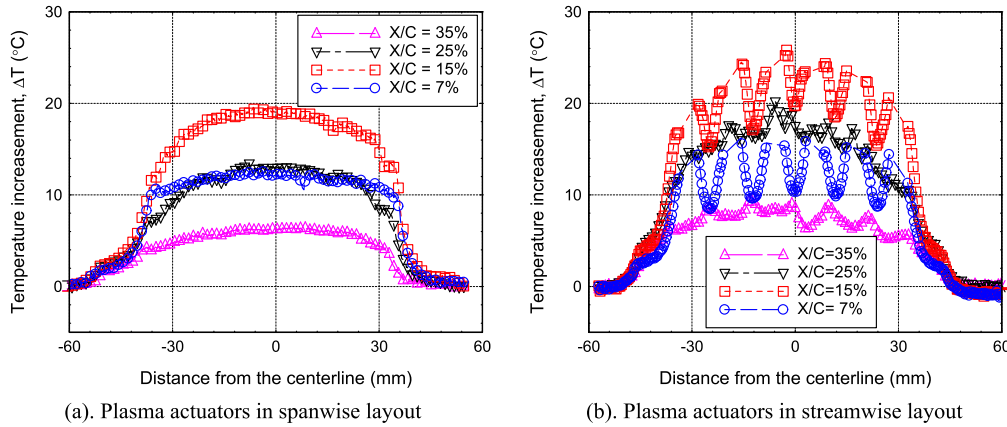 30
20
10
0
-60
-30
0
30
60
Temperature increasement, ΔT (°C)
Distance from the centerline (mm)
X/C = 35%
X/C = 25%
X/C = 15%
X/C = 7%
(a). Plasma actuators in spanwise layout
30
20
10
0
-60
-30
0
30
60
Temperature increasement, ΔT (°C)
Distance from the centerline (mm)
X/C=35%
X/C=25%
X/C=15%
X/C= 7%
(b). Plasma actuators in streamwise layout